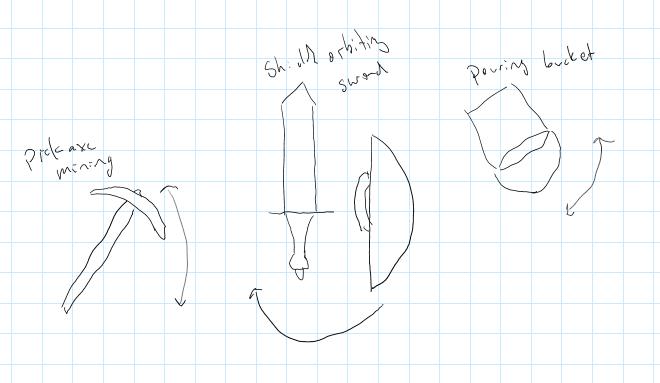 Pickaxe
mining
Shield orbiting
sword
Pouring bucket